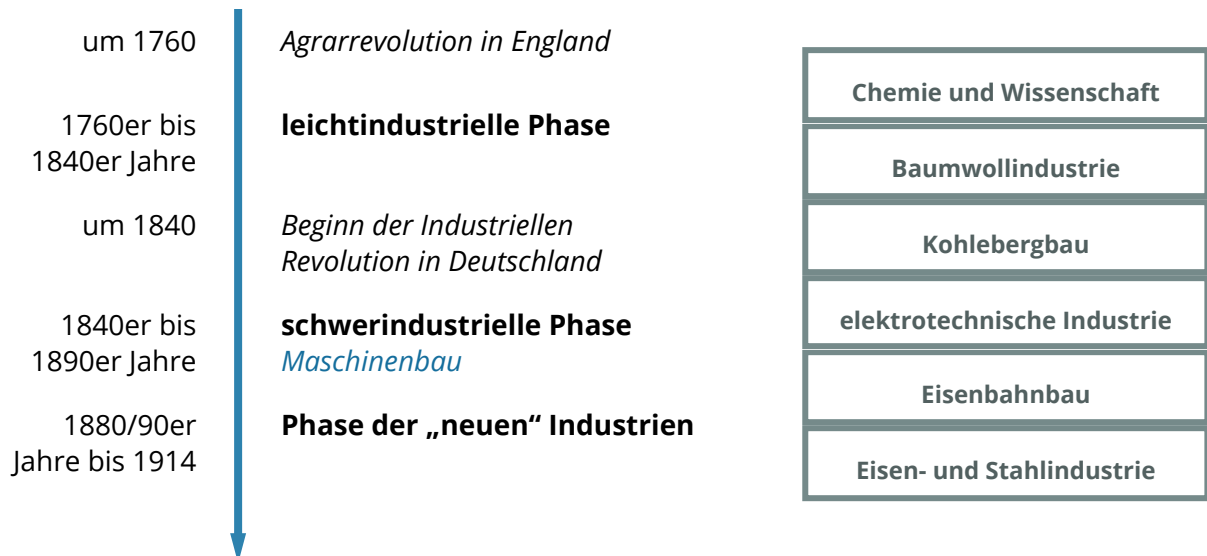 um 1760
Agrarrevolution in England
1760er bis
1840er Jahre
leichtindustrielle Phase
um 1840
Beginn der Industriellen
Revolution in Deutschland
1840er bis
1890er Jahre
schwerindustrielle Phase
Maschinenbau
1880/90er
Jahre bis 1914
Phase der „neuen“ Industrien
Chemie und Wissenschaft
Baumwollindustrie
Kohlebergbau
elektrotechnische Industrie
Eisenbahnbau
Eisen- und Stahlindustrie